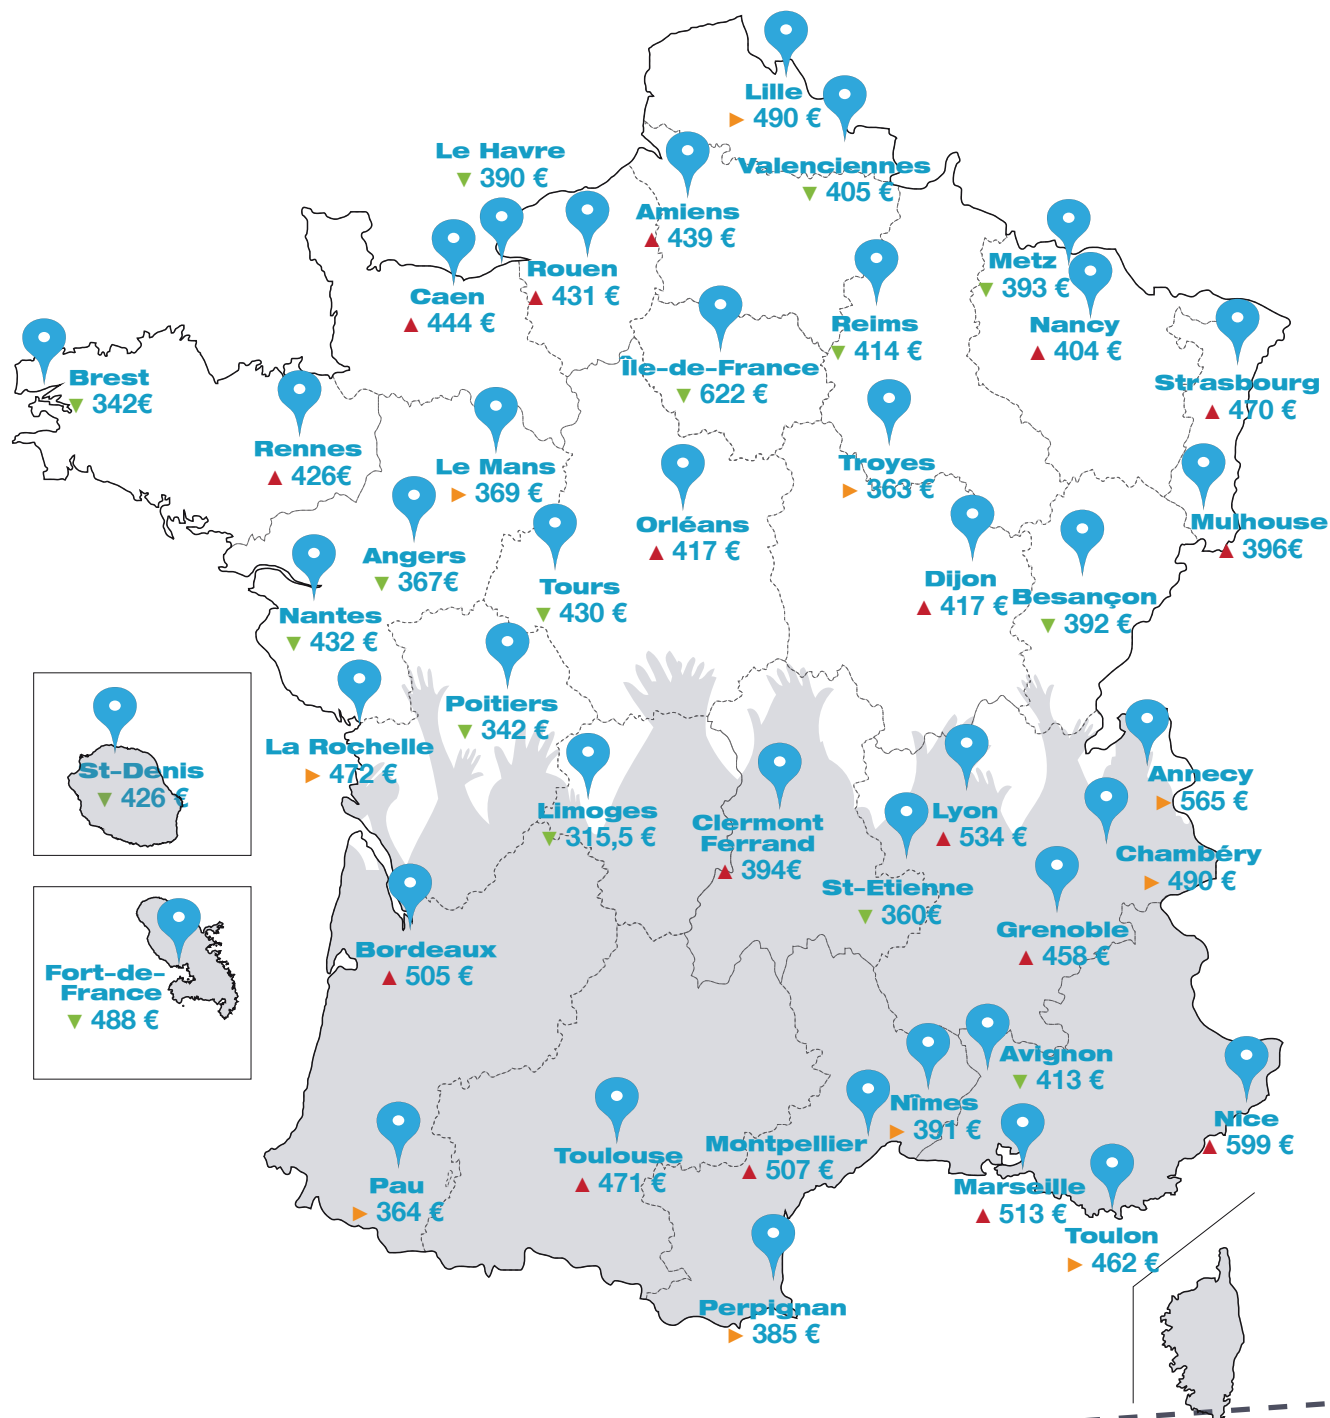 Lille
► 490 €
Valenciennes
▼ 405 €
Le Havre
▼ 390 €
Amiens
▲ 439 €
Rouen
▲ 431 €
Caen
▲ 444 €
Metz
▼ 393 €
Nancy
▲ 404 €
Reims
▼ 414 €
Île-de-France
▼ 622 €
Strasbourg
▲ 470 €
Brest
▼ 342€
Rennes
▲ 426€
Le Mans
► 369 €
Troyes
► 363 €
Orléans
▲ 417 €
Mulhouse
▲ 396€
Angers
▼ 367€
Tours
▼ 430 €
Dijon
▲ 417 €
Besançon
▼ 392 €
Nantes
▼ 432 €
Poitiers
▼ 342 €
La Rochelle
► 472 €
St-Denis
▼ 426 €
Annecy
► 565 €
Limoges
▼ 315,5 €
Clermont
Ferrand
▲ 394€
Lyon
▲ 534 €
Chambéry
► 490 €
St-Etienne
▼ 360€
Grenoble
▲ 458 €
Bordeaux
▲ 505 €
Fort-de-
France
▼ 488 €
Avignon
▼ 413 €
Nîmes
► 391 €
Nice
▲ 599 €
Montpellier
▲ 507 €
Toulouse
▲ 471 €
Pau
► 364 €
Marseille
▲ 513 €
Toulon
► 462 €
Perpignan
► 385 €